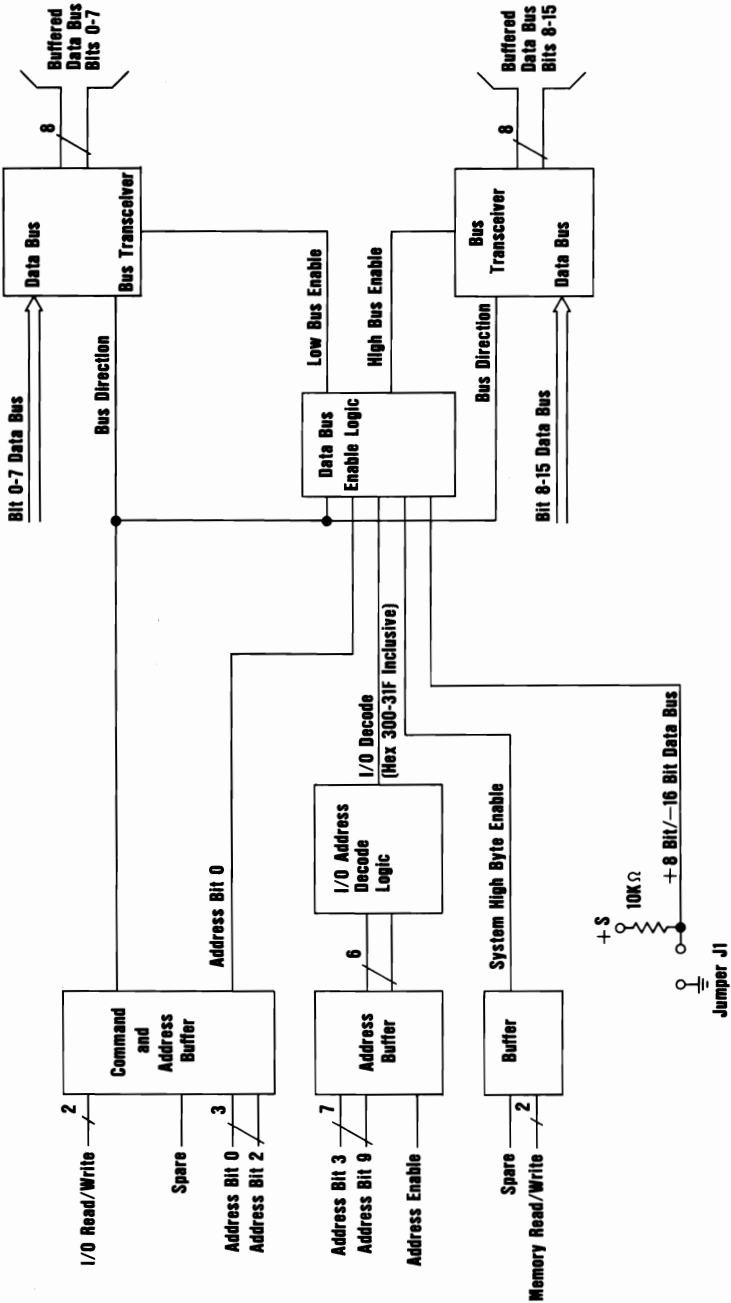 I/O Read/Write
2
Spare
Address Bit 0
3
Address Bit 2
Command
and
Address
Buffer
Address Bit 0
Address Bit 3
7
Address Bit 9
Address Enable
Address
Buffer
6
I/O Address
Decode
Logic
I/O Decode
(Hex 300-31F Inclusive)
Spare
Memory Read/Write
2
Buffer
System High Byte Enable
+S
10KΩ
+8 Bit/−16 Bit Data Bus
Jumper J1
Data Bus
Enable Logic
Low Bus Enable
High Bus Enable
Bit 0-7 Data Bus
Bus Direction
Data Bus
Bus Transceiver
8
Buffered
Data Bus
Bits 0-7
Bus Direction
Bit 8-15 Data Bus
Bus
Transceiver
Data Bus
8
Buffered
Data Bus
Bits 8-15